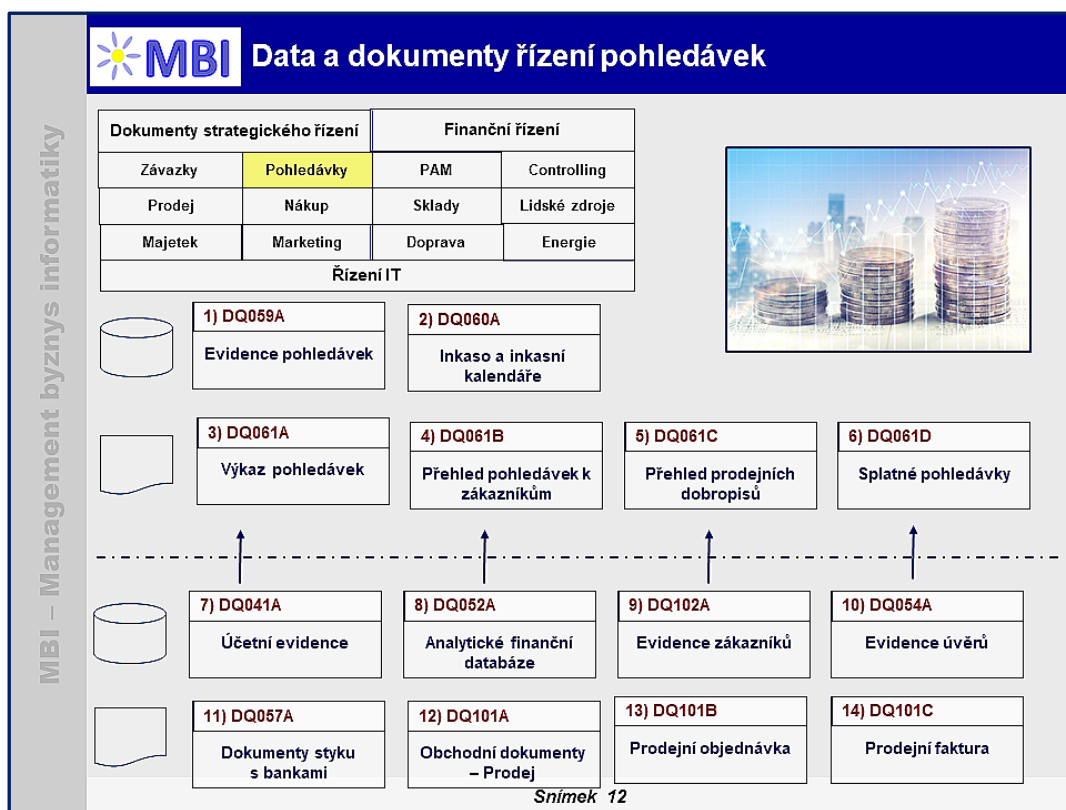 MBI
Data a dokumenty řízení pohledávek
MBI – Management byznys informatiky
Dokumenty strategického řízení
Finanční řízení
Závazky
Pohledávky
PAM
Controlling
Prodej
Nákup
Sklady
Lidské zdroje
Majetek
Marketing
Doprava
Energie
Řízení IT
1) DQ059A
Evidence pohledávek
2) DQ060A
Inkaso a inkasní
kalendáře
3) DQ061A
Výkaz pohledávek
4) DQ061B
Přehled pohledávek k
zákazníkům
5) DQ061C
Přehled prodejních
dobropisů
6) DQ061D
Splatné pohledávky
7) DQ041A
Účetní evidence
8) DQ052A
Analytické finanční
databáze
9) DQ102A
Evidence zákazníků
10) DQ054A
Evidence úvěrů
11) DQ057A
Dokumenty styku
s bankami
12) DQ101A
Obchodní dokumenty
– Prodej
13) DQ101B
Prodejní objednávka
14) DQ101C
Prodejní faktura
Snímek 12